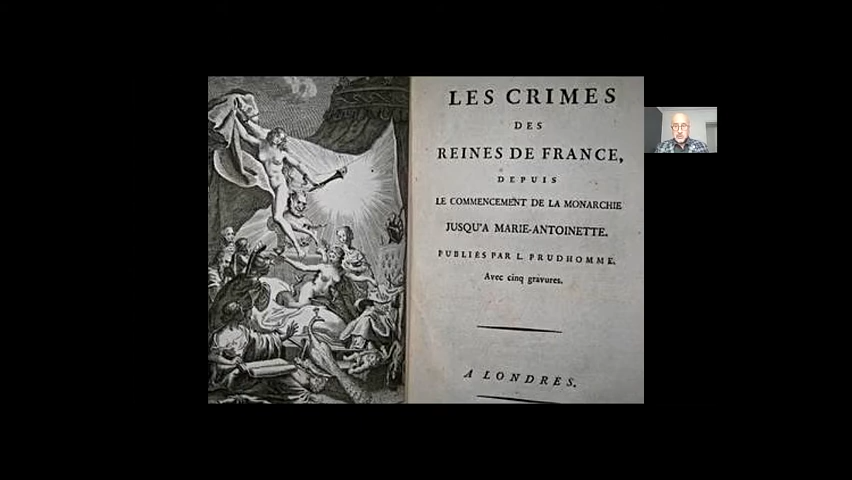 LES CRIMES
DES
REINES DE FRANCE,
DEPUIS
LE COMMENCEMENT DE LA MONARCHIE
JUSQU'A MARIE-ANTOINETTE.
PUBLIÉS PAR L. PRUDHOMME.
Avec cinq gravures.
A LONDRES.